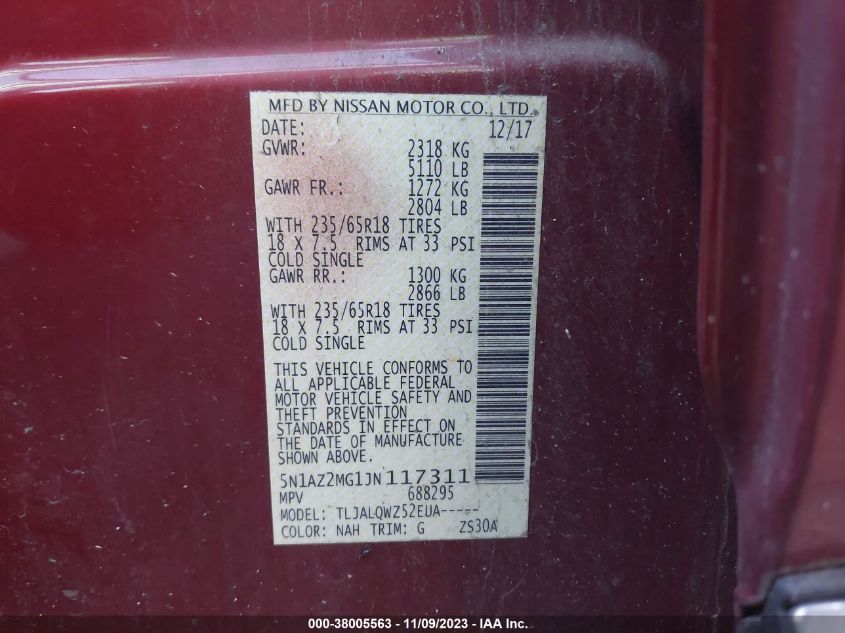 MFD BY NISSAN MOTOR CO., LTD.
DATE: 12/17
GVWR: 2318 KG
5110 LB
GAWR FR.: 1272 KG
2804 LB
WITH 235/65R18 TIRES
18 X 7.5 RIMS AT 33 PSI
COLD SINGLE
GAWR RR.: 1300 KG
2866 LB
WITH 235/65R18 TIRES
18 X 7.5 RIMS AT 33 PSI
COLD SINGLE
THIS VEHICLE CONFORMS TO
ALL APPLICABLE FEDERAL
MOTOR VEHICLE SAFETY AND
THEFT PREVENTION
STANDARDS IN EFFECT ON
THE DATE OF MANUFACTURE
SHOWN ABOVE.
5N1AZ2MG1JN117311
MPV 688295
MODEL: TLJALQWZ52EUA-----
COLOR: NAH TRIM: G ZS30A
000-38005563 - 11/09/2023 - IAA Inc.